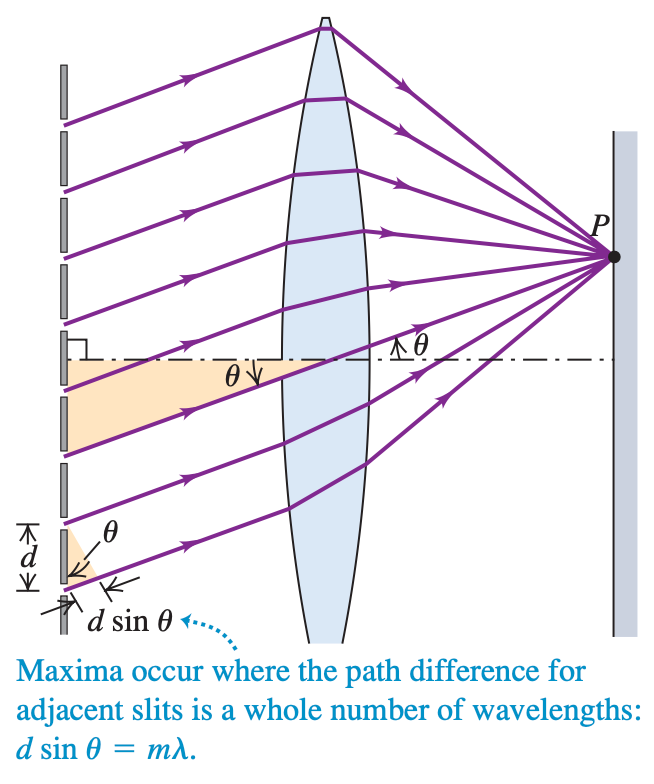 P
θ
θ
θ
d
d sin θ
Maxima occur where the path difference for
adjacent slits is a whole number of wavelengths:
d sin θ = mλ.